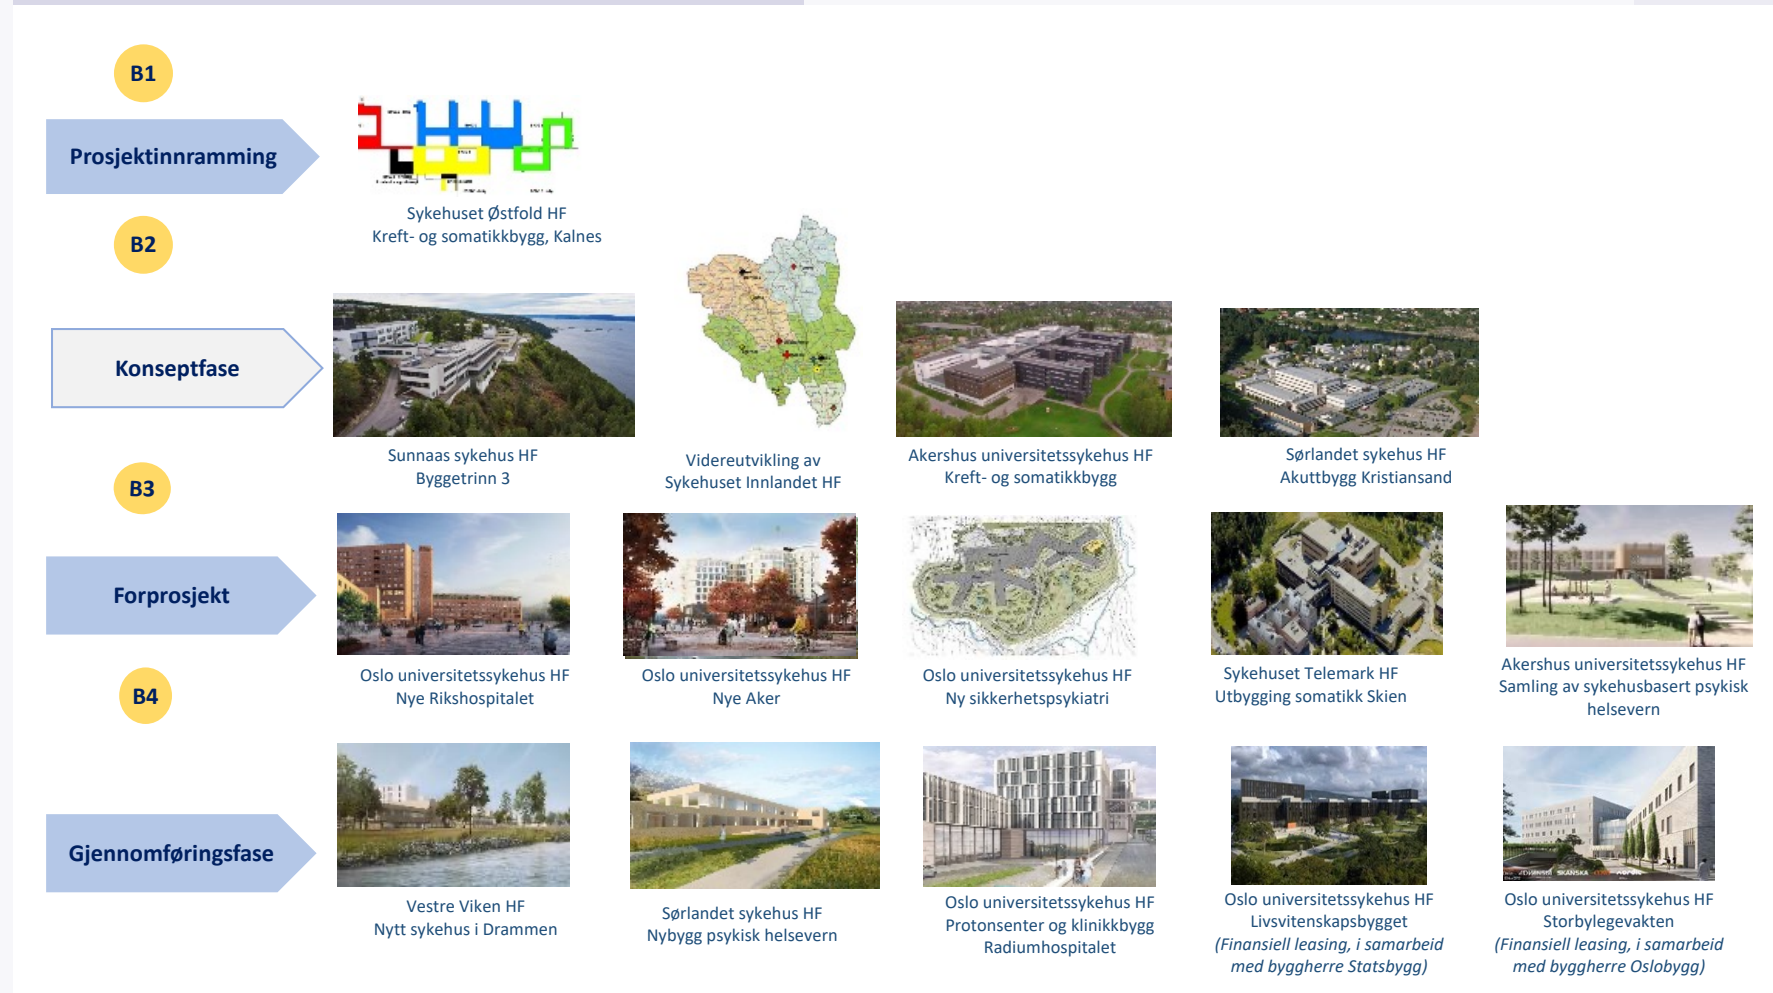 B1
Prosjektinnramming
Sykehuset Østfold HF
Kreft- og somatikkbygg, Kalnes
B2
Konseptfase
Sunnaas sykehus HF
Byggetrinn 3
Videreutvikling av
Sykehuset Innlandet HF
Akershus universitetssykehus HF
Kreft- og somatikkbygg
Sørlandet sykehus HF
Akuttbygg Kristiansand
B3
Forprosjekt
Oslo universitetssykehus HF
Nye Rikshospitalet
Oslo universitetssykehus HF
Nye Aker
Oslo universitetssykehus HF
Ny sikkerhetspsykiatri
Sykehuset Telemark HF
Utbygging somatikk Skien
Akershus universitetssykehus HF
Samling av sykehusbasert psykisk
helsevern
B4
Gjennomføringsfase
Vestre Viken HF
Nytt sykehus i Drammen
Sørlandet sykehus HF
Nybygg psykisk helsevern
Oslo universitetssykehus HF
Protonsenter og klinikkbygg
Radiumhospitalet
Oslo universitetssykehus HF
Livsvitenskapsbygget
(Finansiell leasing, i samarbeid
med byggherre Statsbygg)
SKANSKA
Oslo universitetssykehus HF
Storbylegevakten
(Finansiell leasing, i samarbeid
med byggherre Oslobygg)